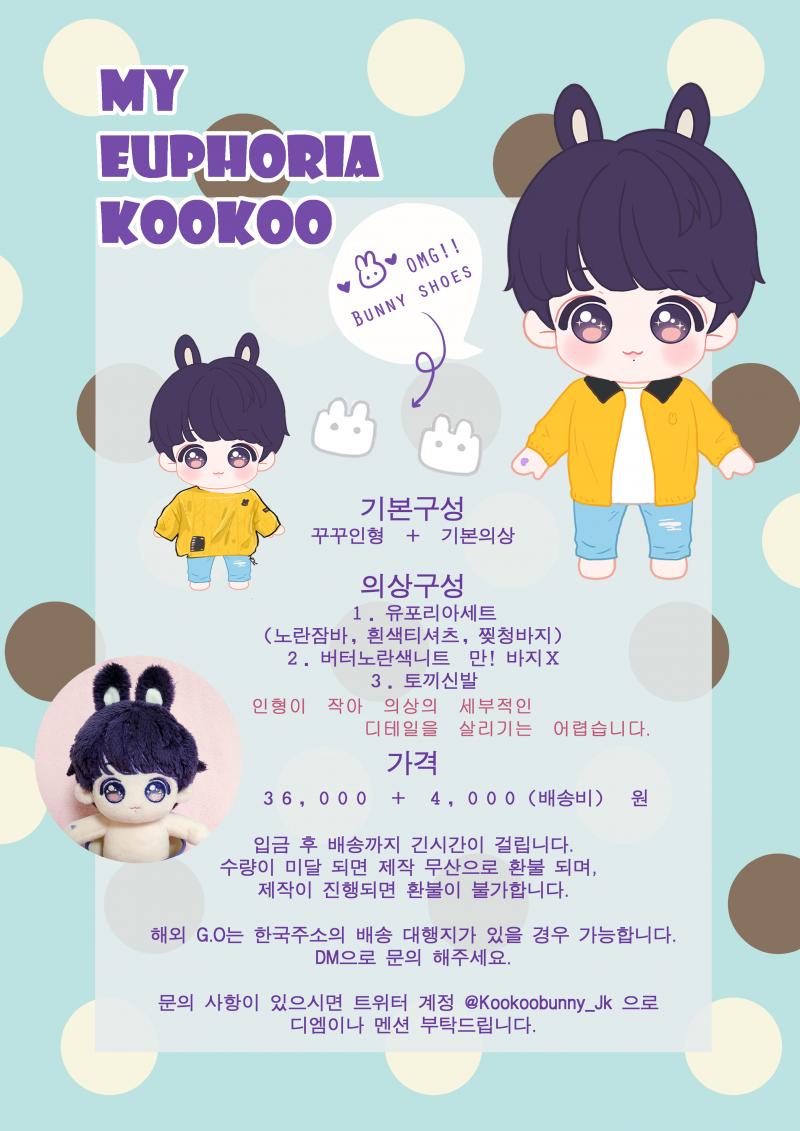 MY
EUPHORIA
KOOKOO
OMG!!
BUNNY SHOES
기본구성
꾸꾸인형 + 기본의상
의상구성
1. 유포리아세트
(노란잠바, 흰색티셔츠, 찢청바지)
2. 버터노란색니트 만! 바지X
3. 토끼신발
인형이 작아 의상의 세부적인
디테일을 살리기는 어렵습니다.
가격
36,000 + 4,000(배송비) 원
입금 후 배송까지 긴시간이 걸립니다.
수량이 미달 되면 제작 무산으로 환불 되며,
제작이 진행되면 환불이 불가합니다.
해외 G.O는 한국주소의 배송 대행지가 있을 경우 가능합니다.
DM으로 문의 해주세요.
문의 사항이 있으시면 트위터 계정 @Kookoobunny_Jk 으로
디엠이나 멘션 부탁드립니다.